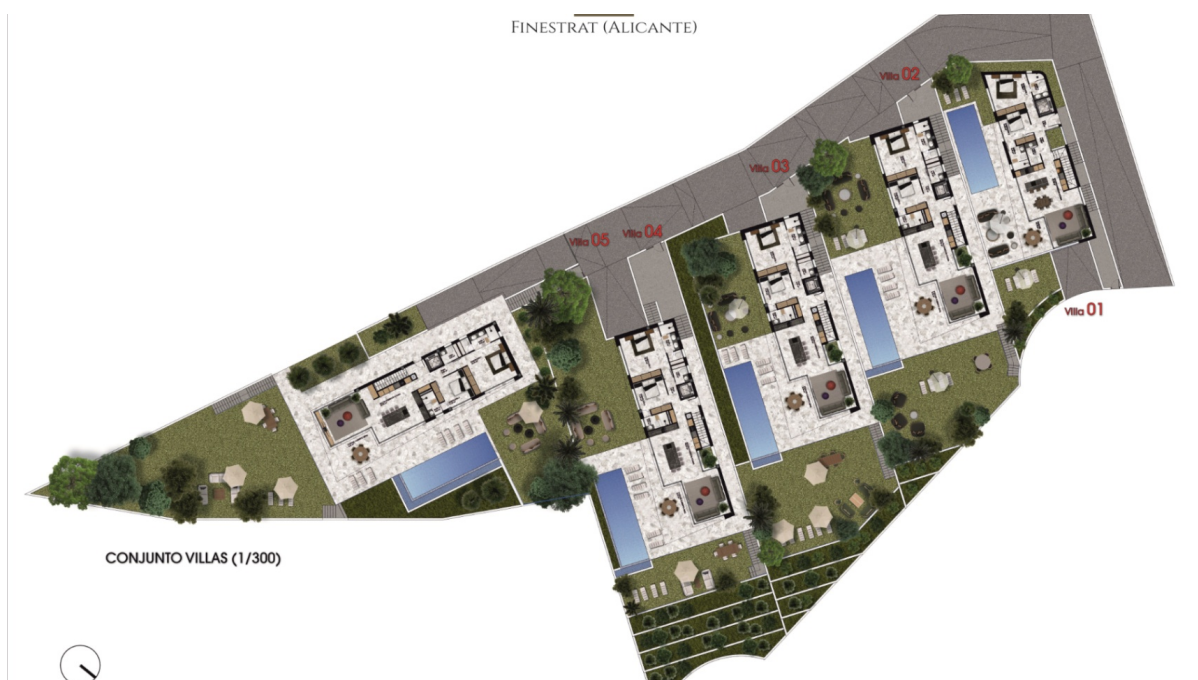 FINESTRAT (ALICANTE)
Villa 02
Villa 03
Villa 04
Villa 05
Villa 01
CONJUNTO VILLAS (1/300)